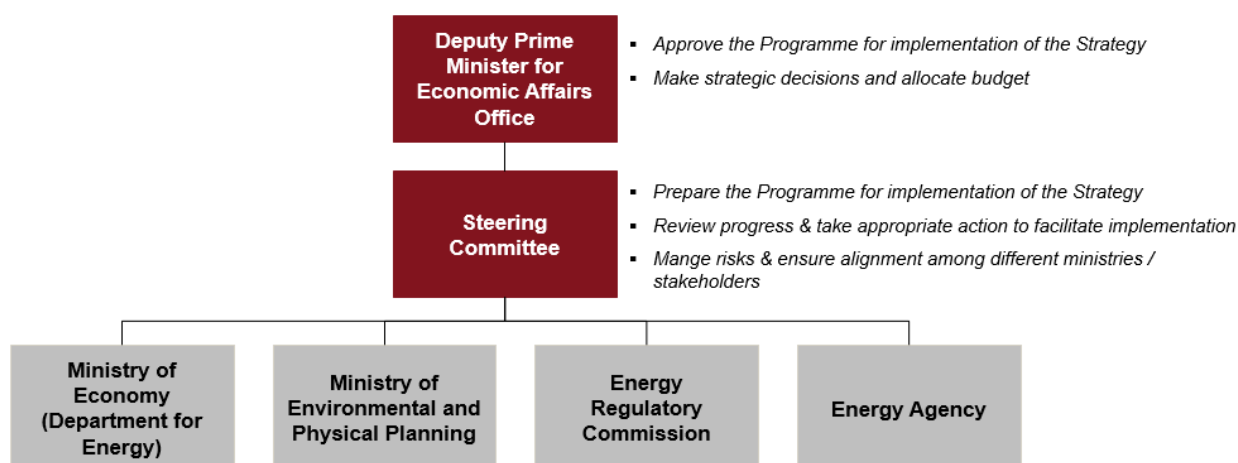 Deputy Prime
Minister for
Economic Affairs
Office
▪ Approve the Programme for implementation of the Strategy
▪ Make strategic decisions and allocate budget
Steering
Committee
▪ Prepare the Programme for implementation of the Strategy
▪ Review progress & take appropriate action to facilitate implementation
▪ Mange risks & ensure alignment among different ministries /
stakeholders
Ministry of
Economy
(Department for
Energy)
Ministry of
Environmental and
Physical Planning
Energy
Regulatory
Commission
Energy Agency